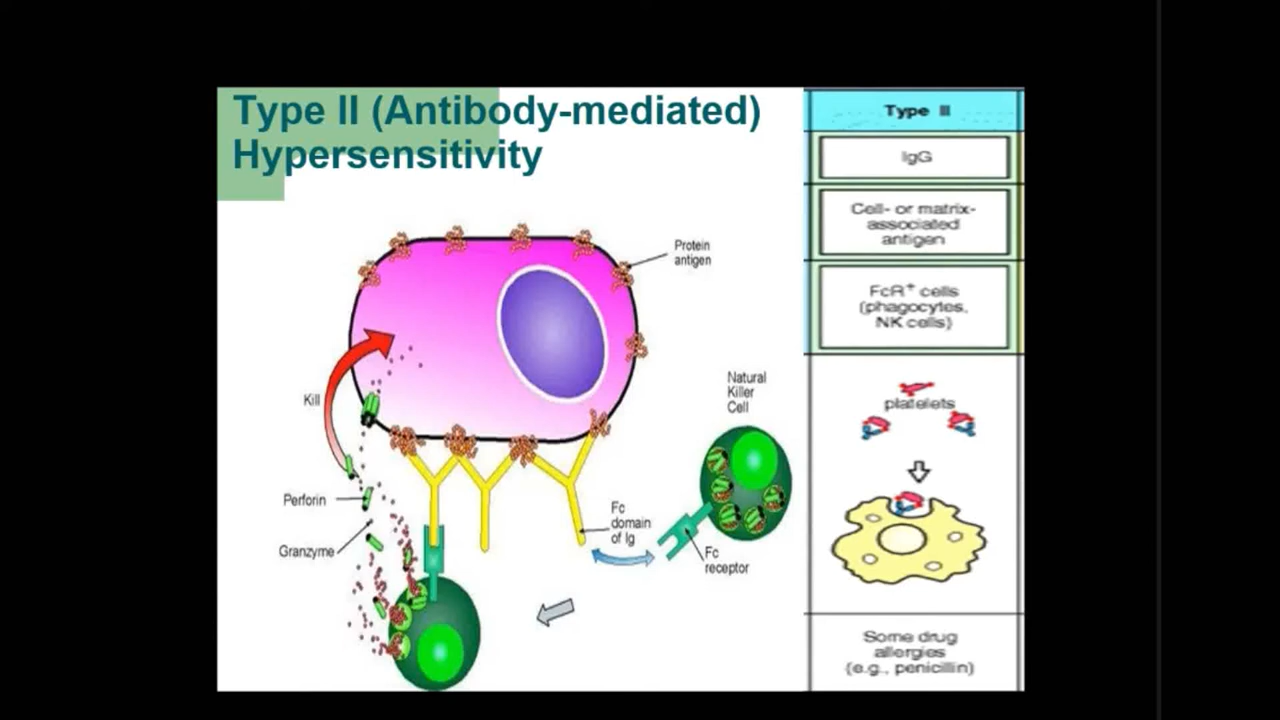 Type II (Antibody-mediated)
Hypersensitivity
Protein
antigen
Kill
Natural
Killer
Cell
Perforin
Granzyme
Fc
domain
of Ig
Fc
receptor
Type II
IgG
Cell- or matrix-
associated
antigen
FcR+ cells
(phagocytes,
NK cells)
platelets
Some drug
allergies
(e.g., penicillin)